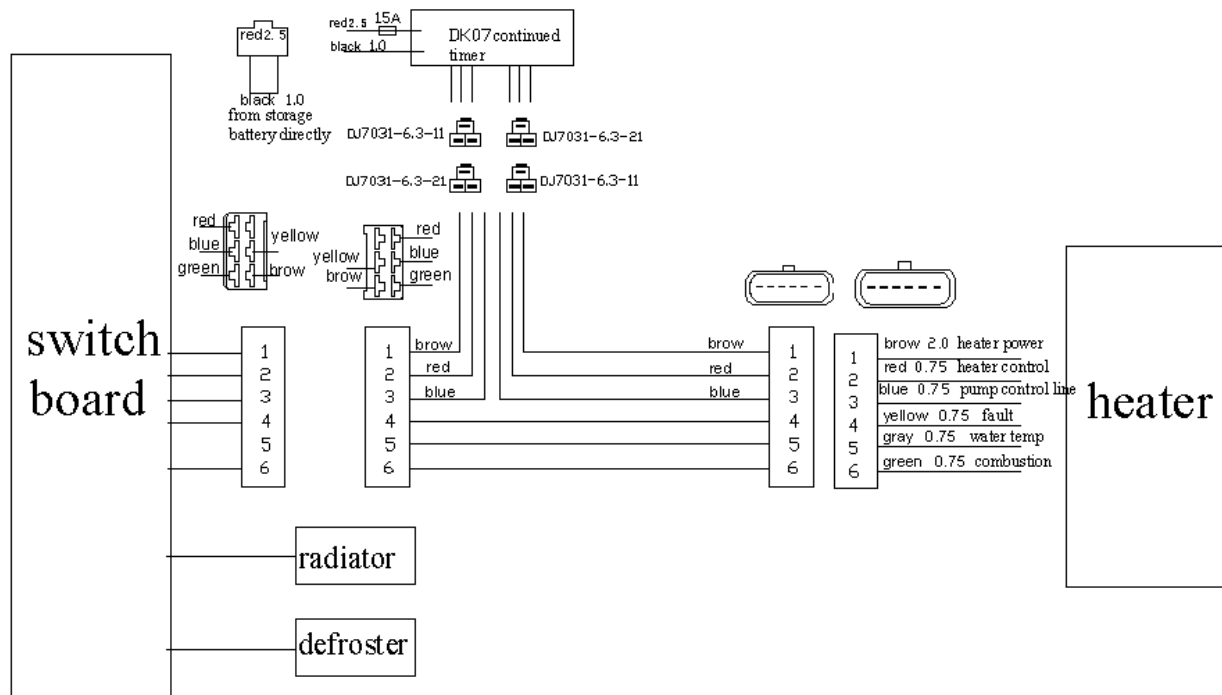 red2.5
black 1.0
from storage
battery directly
red2.5 15A
black 1.0
DK07 continued
timer
DJ7031-6.3-11
DJ7031-6.3-21
DJ7031-6.3-21
DJ7031-6.3-11
red
blue
green
yellow
brow
yellow
brow
red
blue
green
switch
board
1
2
3
4
5
6
1
2
3
4
5
6
brow
red
blue
brow
red
blue
1
2
3
4
5
6
1
2
3
4
5
6
brow 2.0 heater power
red 0.75 heater control
blue 0.75 pump control line
yellow 0.75 fault
gray 0.75 water temp
green 0.75 combustion
heater
radiator
defroster